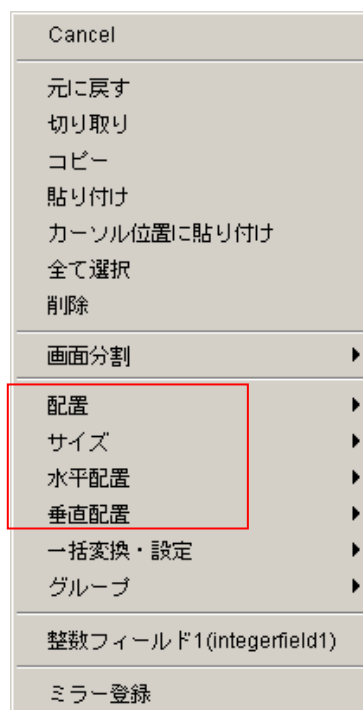 Cancel
元に戻す
切り取り
コピー
貼り付け
カーソル位置に貼り付け
全て選択
削除
画面分割
配置
サイズ
水平配置
垂直配置
一括変換・設定
グループ
整数フィールド1(integerfield1)
ミラー登録